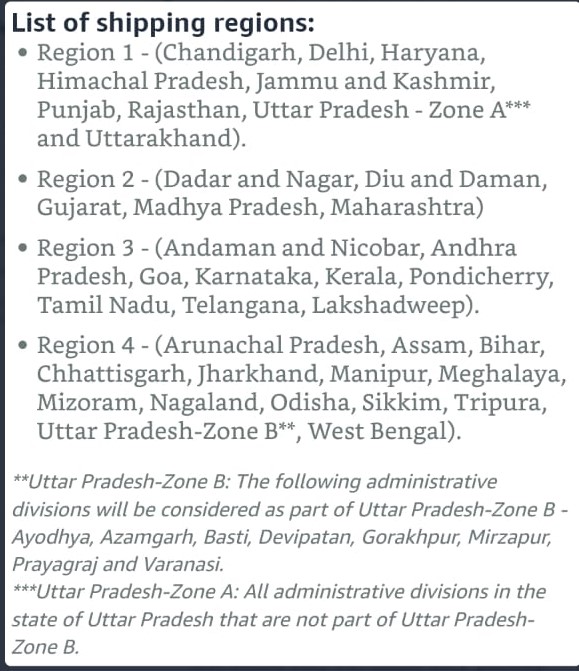 List of shipping regions:
• Region 1 - (Chandigarh, Delhi, Haryana,
Himachal Pradesh, Jammu and Kashmir,
Punjab, Rajasthan, Uttar Pradesh - Zone A***
and Uttarakhand).
• Region 2 - (Dadar and Nagar, Diu and Daman,
Gujarat, Madhya Pradesh, Maharashtra)
• Region 3 - (Andaman and Nicobar, Andhra
Pradesh, Goa, Karnataka, Kerala, Pondicherry,
Tamil Nadu, Telangana, Lakshadweep).
• Region 4 - (Arunachal Pradesh, Assam, Bihar,
Chhattisgarh, Jharkhand, Manipur, Meghalaya,
Mizoram, Nagaland, Odisha, Sikkim, Tripura,
Uttar Pradesh-Zone B**, West Bengal).
**Uttar Pradesh-Zone B: The following administrative
divisions will be considered as part of Uttar Pradesh-Zone B -
Ayodhya, Azamgarh, Basti, Devipatan, Gorakhpur, Mirzapur,
Prayagraj and Varanasi.
***Uttar Pradesh-Zone A: All administrative divisions in the
state of Uttar Pradesh that are not part of Uttar Pradesh-
Zone B.